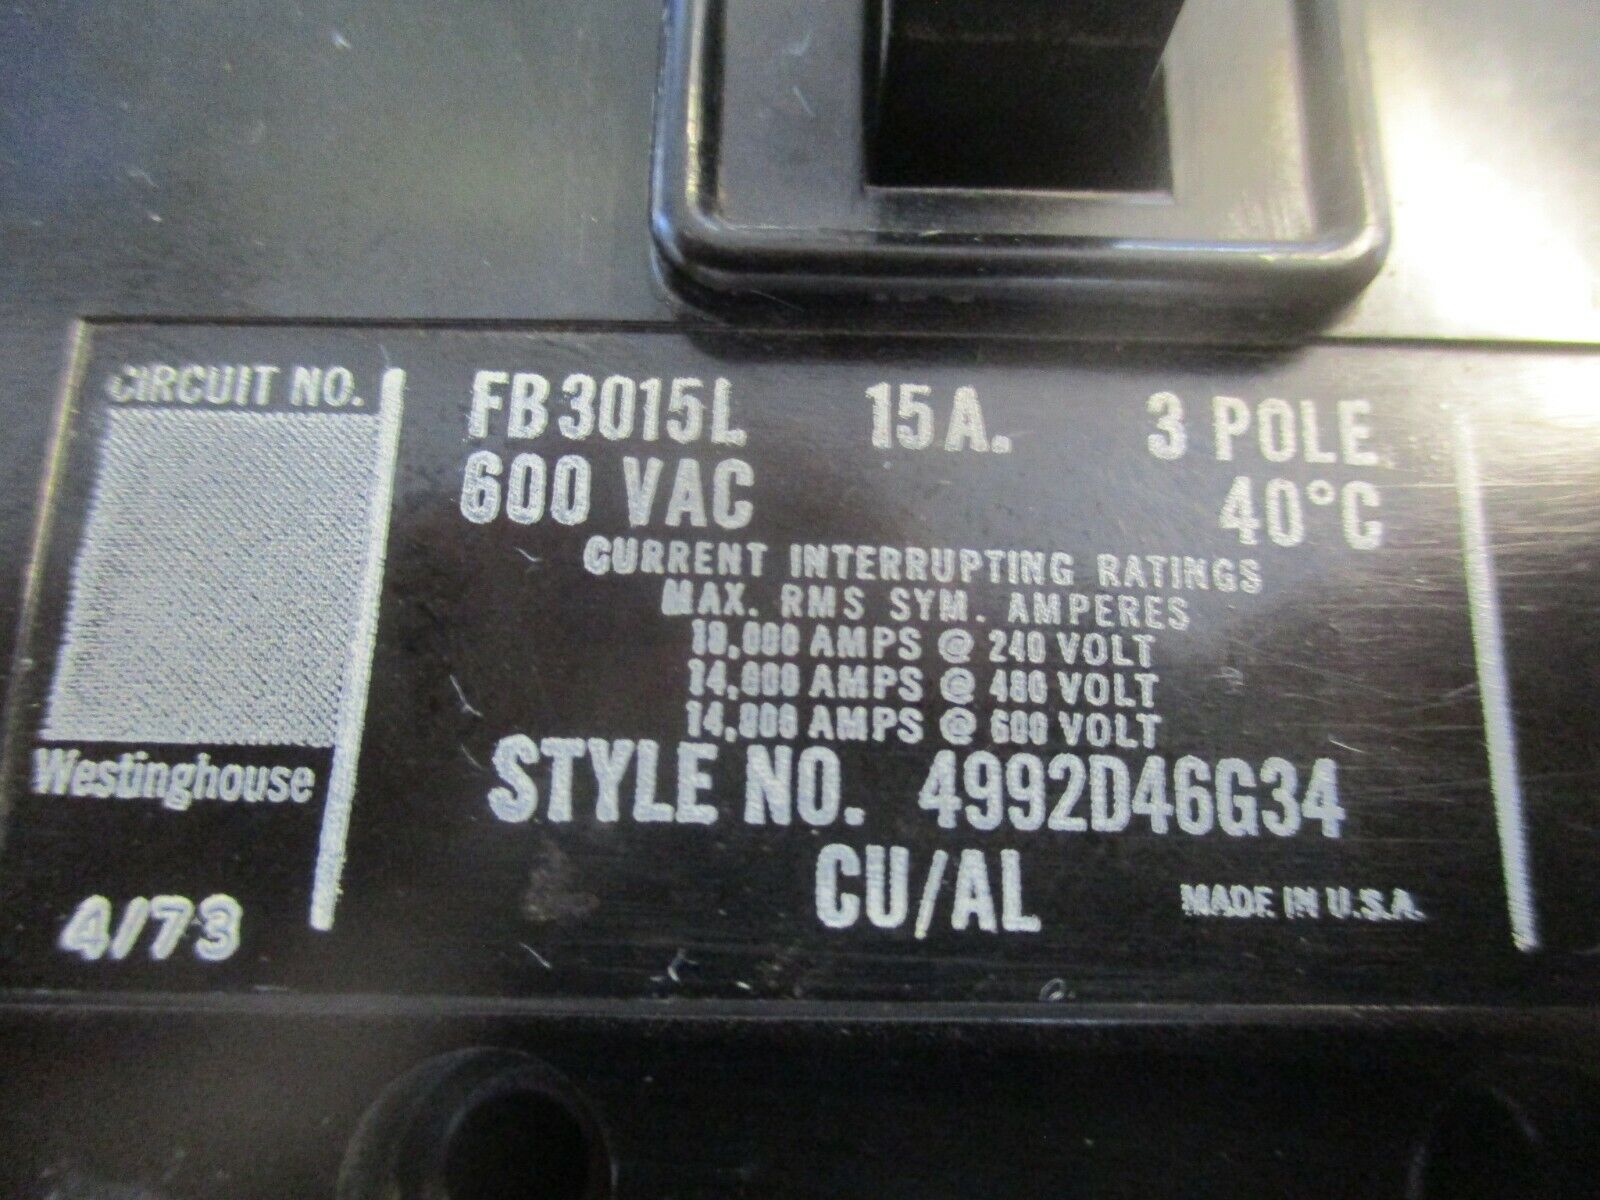 CIRCUIT NO.
FB3015L 15A. 3 POLE
600 VAC 40°C
CURRENT INTERRUPTING RATINGS
MAX. RMS SYM. AMPERES
AMPS @ 240 VOLT
14,000 AMPS @ 480 VOLT
14,000 AMPS @ 600 VOLT
STYLE NO. 4992D46G34
CU/AL
MADE IN U.S.A.
Westinghouse
4/73